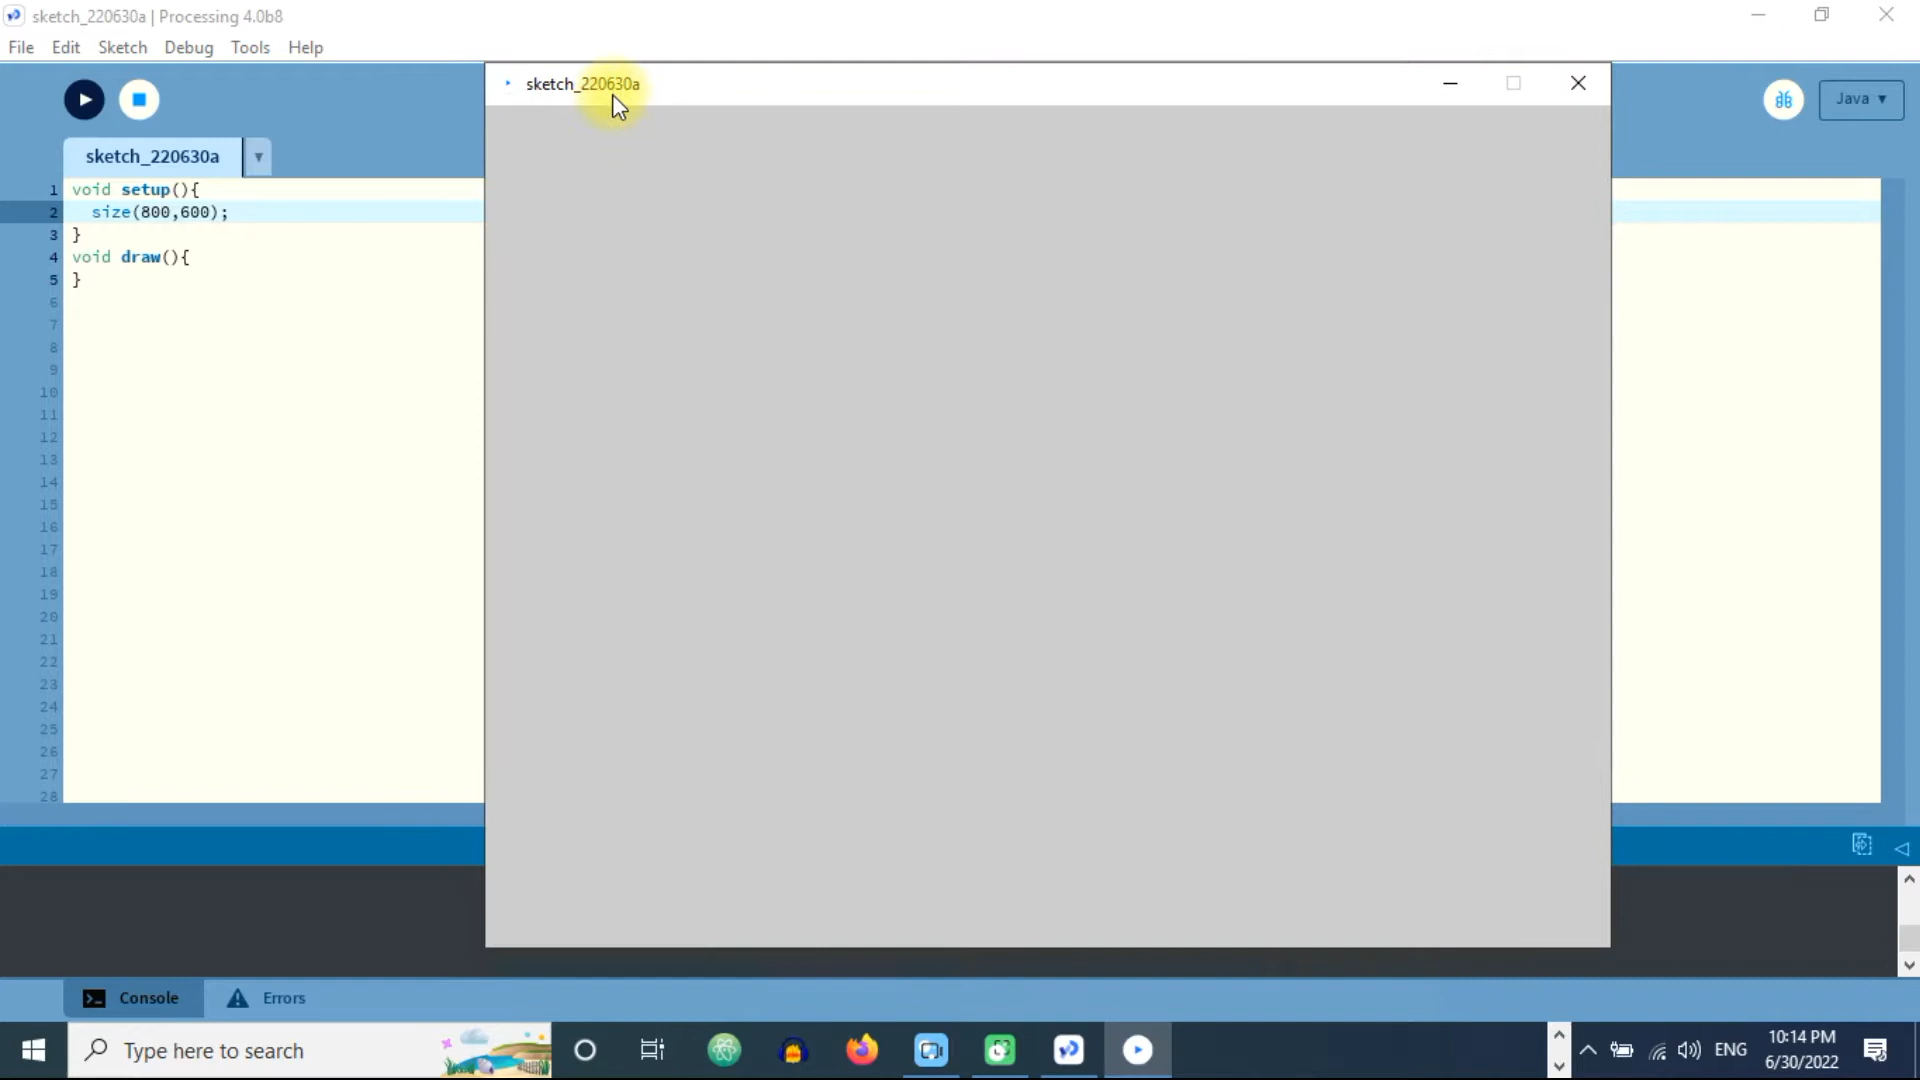 sketch_220630a | Processing 4.0b8
File Edit Sketch Debug Tools Help
sketch_220630a
Java ▾
sketch_220630a ▾
1 void setup(){
2 size(800,600);
3 }
4 void draw(){
5 }
6
7
8
9
10
11
12
13
14
15
16
17
18
19
20
21
22
23
24
25
26
27
28
Console Errors
Type here to search
ENG
10:14 PM
6/30/2022